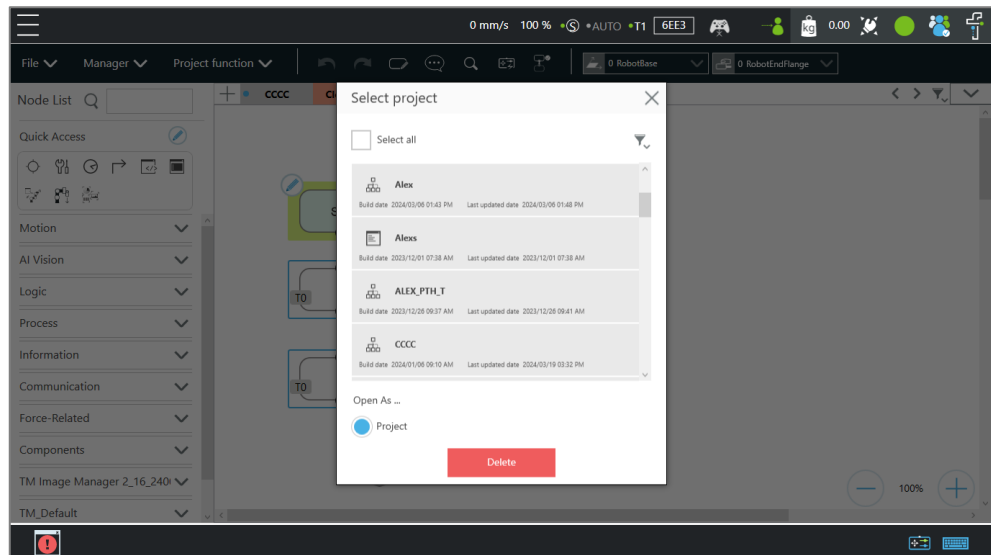 0 mm/s 100 % S AUTO T1 6EE3 kg 0.00
File Manager Project function 0 RobotBase 0 RobotEndFlange
Node List
CCCC
Select project
Select all
Quick Access
Alex
Build date 2024/03/06 01:43 PM Last updated date 2024/03/06 01:48 PM
Alexs
Build date 2023/12/01 07:38 AM Last updated date 2023/12/01 07:38 AM
ALEX_PTH_T
Build date 2023/12/26 09:37 AM Last updated date 2023/12/26 09:41 AM
CCCC
Build date 2024/01/06 09:10 AM Last updated date 2024/03/19 03:32 PM
Open As ...
Project
Delete
Motion
AI Vision
Logic
Process
Information
Communication
Force-Related
Components
TM Image Manager 2_16_240
TM_Default
T0
T0
100%